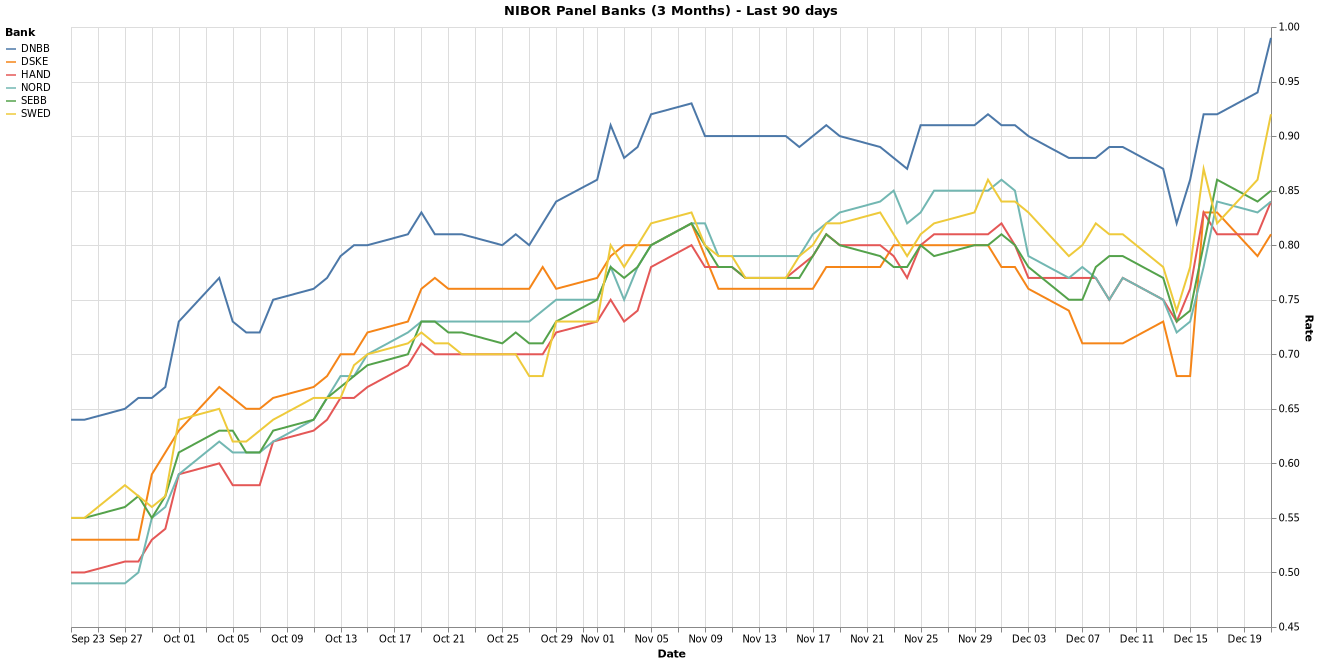 NIBOR Panel Banks (3 Months) - Last 90 days
Bank
DNBB
DSKE
HAND
NORD
SEBB
SWED
1.00
0.95
0.90
0.85
0.80
0.75
0.70
0.65
0.60
0.55
0.50
0.45
Rate
Sep 23 Sep 27 Oct 01 Oct 05 Oct 09 Oct 13 Oct 17 Oct 21 Oct 25 Oct 29 Nov 01 Nov 05 Nov 09 Nov 13 Nov 17 Nov 21 Nov 25 Nov 29 Dec 03 Dec 07 Dec 11 Dec 15 Dec 19
Date